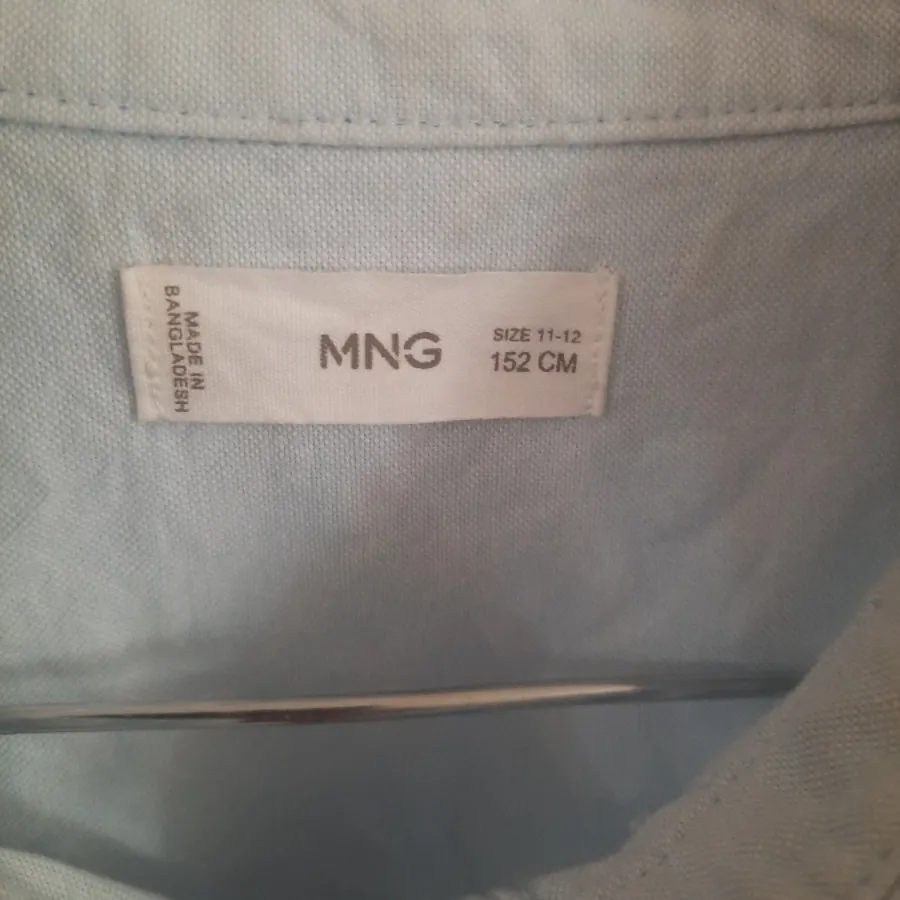 MADE IN
BANGLADESH
MNG
SIZE 11-12
152 CM